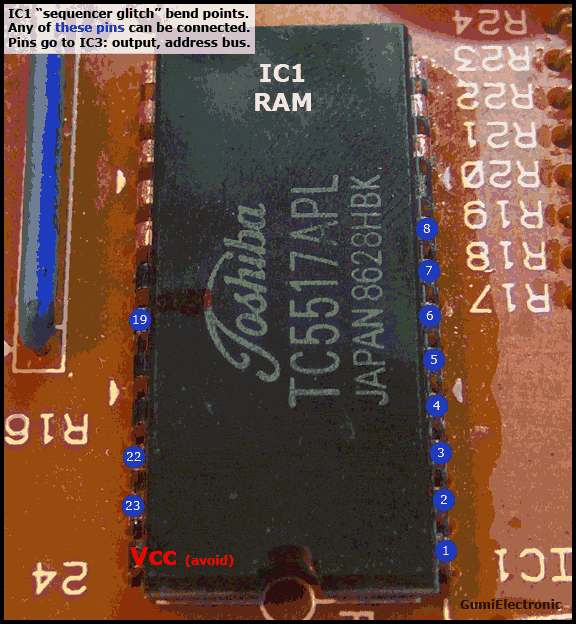 IC1 “sequencer glitch” bend points.
Any of these pins can be connected.
Pins go to IC3: output, address bus.
IC1
RAM
R24
R23
R22
R21
R20
R19
R18
R17
Toshiba
TC5517APL
JAPAN 8628HBK
8
7
6
5
4
3
2
1
19
22
23
R16
Vcc (avoid)
24
IC1
GumiElectronic